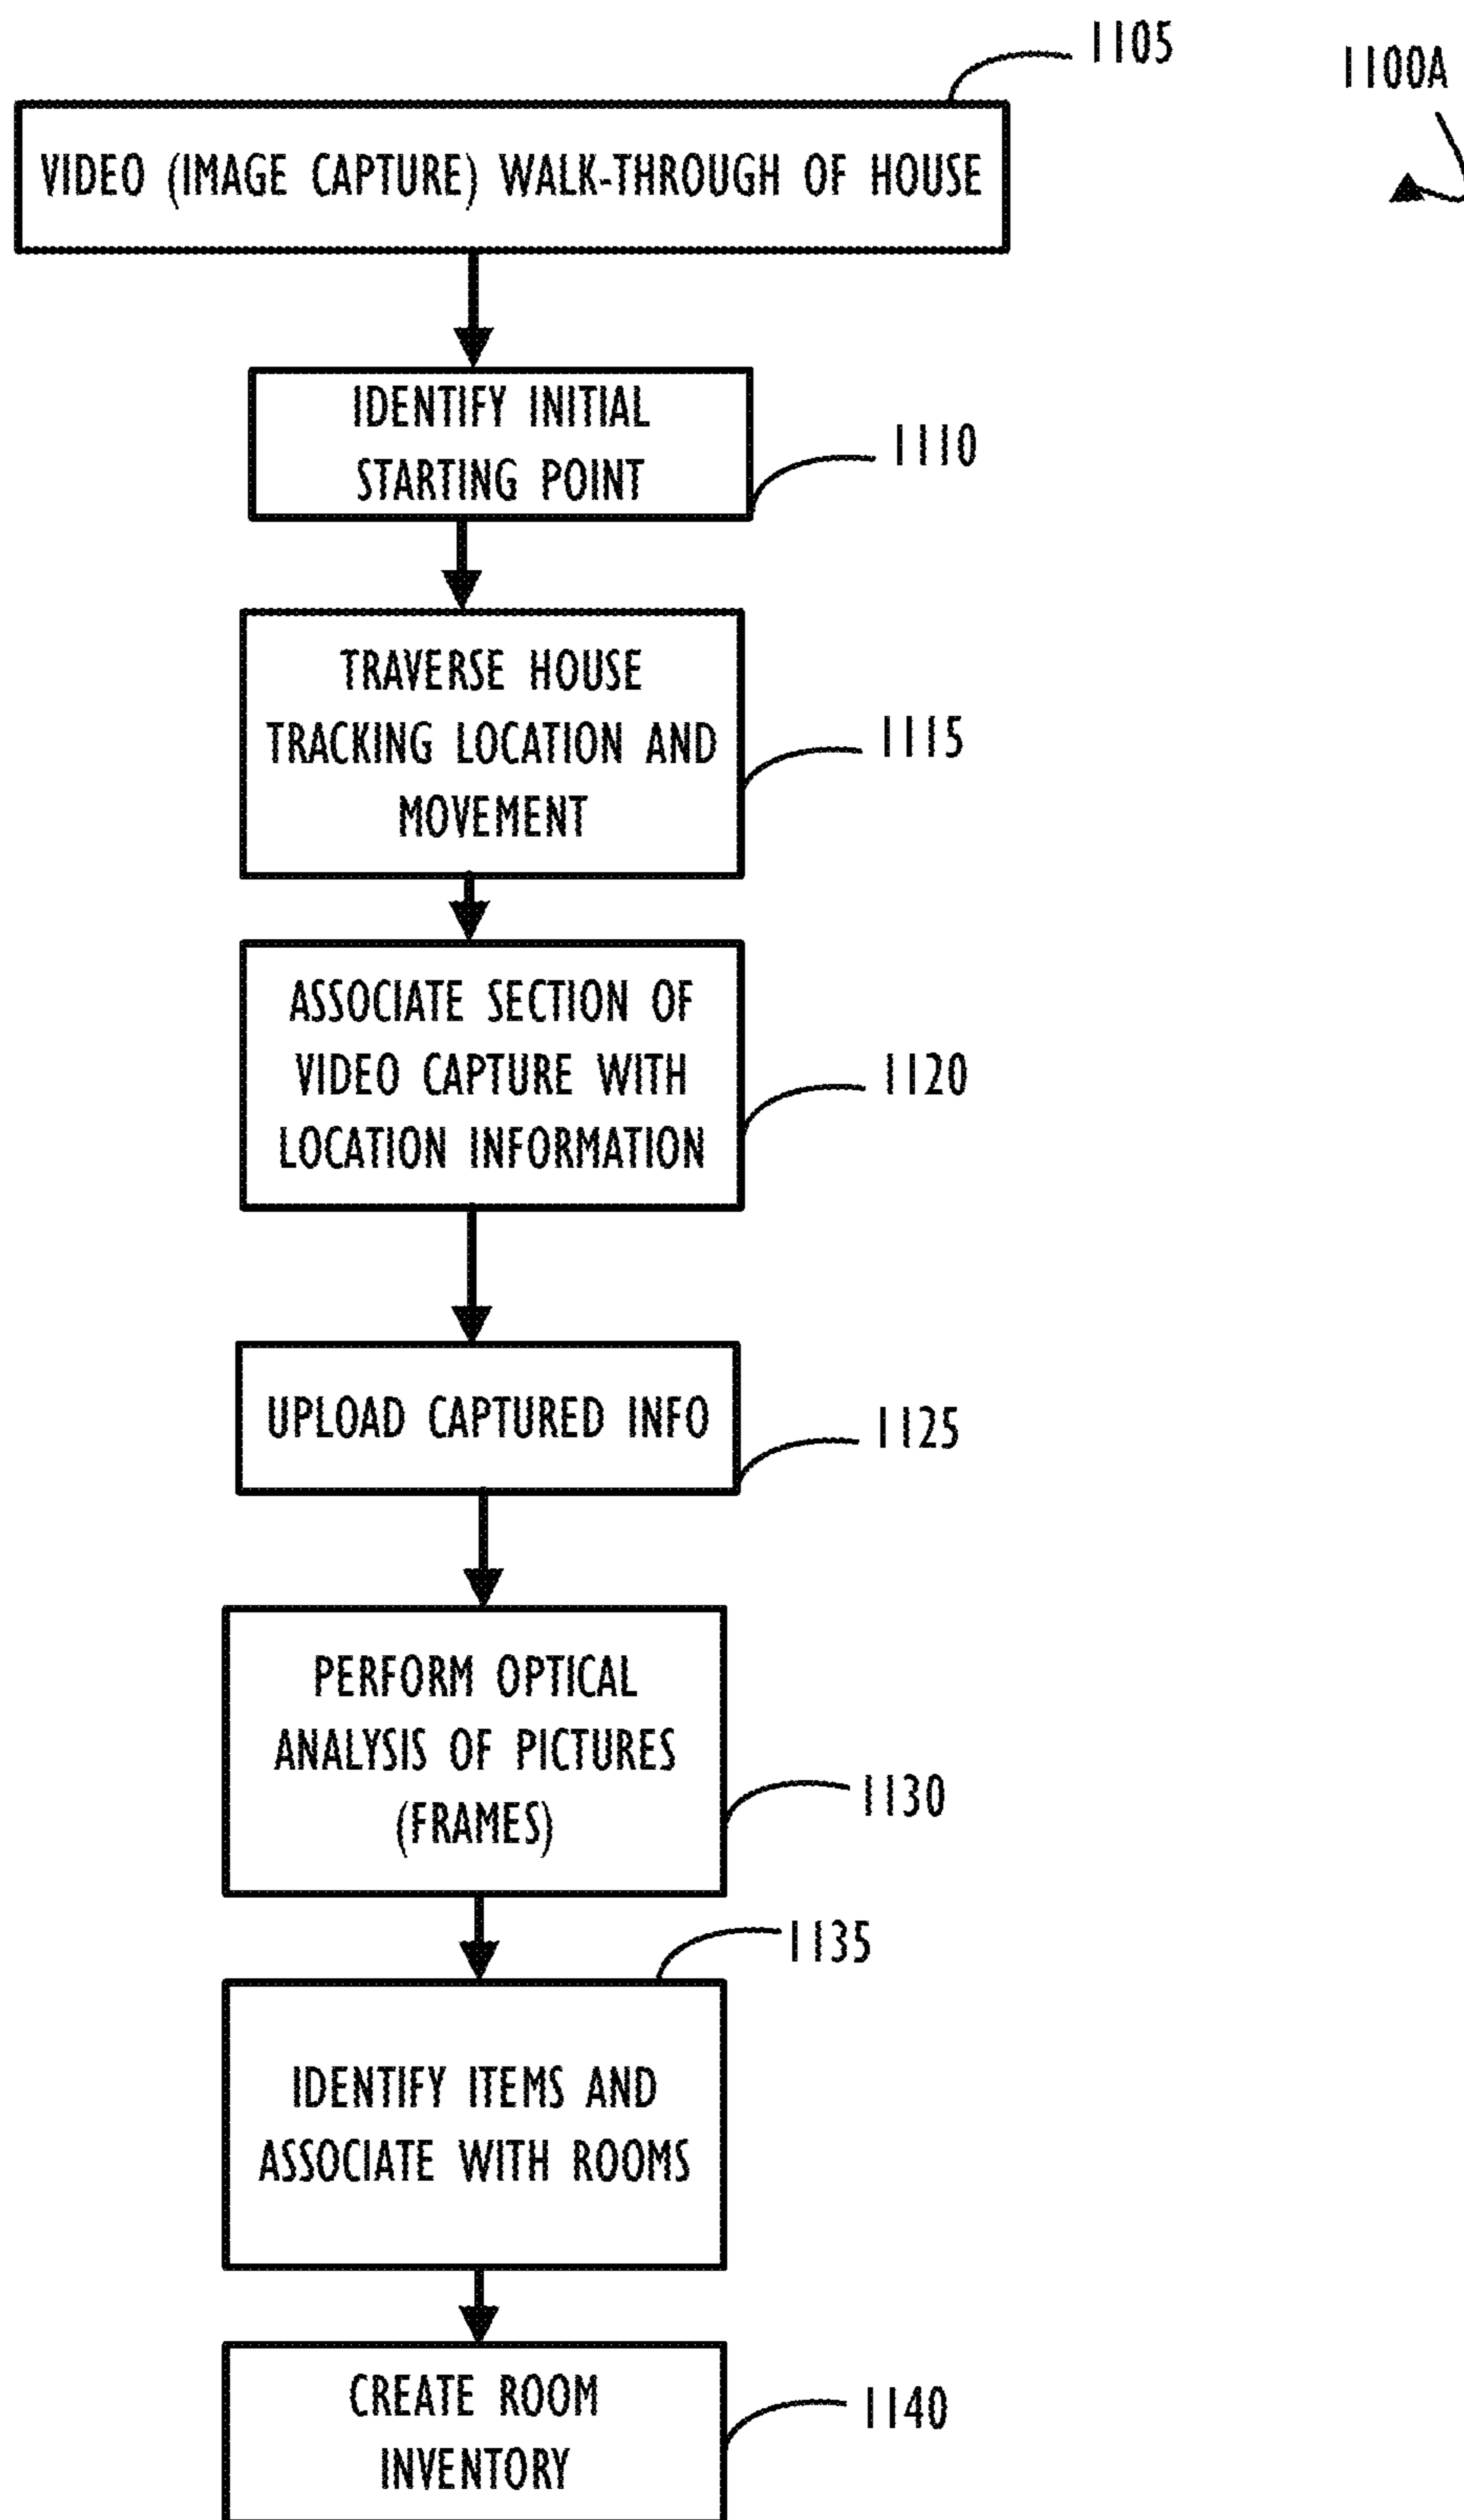 1105
1100A
VIDEO (IMAGE CAPTURE) WALK-THROUGH OF HOUSE
IDENTIFY INITIAL
STARTING POINT
1110
TRAVERSE HOUSE
TRACKING LOCATION AND
MOVEMENT
1115
ASSOCIATE SECTION OF
VIDEO CAPTURE WITH
LOCATION INFORMATION
1120
UPLOAD CAPTURED INFO
1125
PERFORM OPTICAL
ANALYSIS OF PICTURES
(FRAMES)
1130
1135
IDENTIFY ITEMS AND
ASSOCIATE WITH ROOMS
CREATE ROOM
INVENTORY
1140